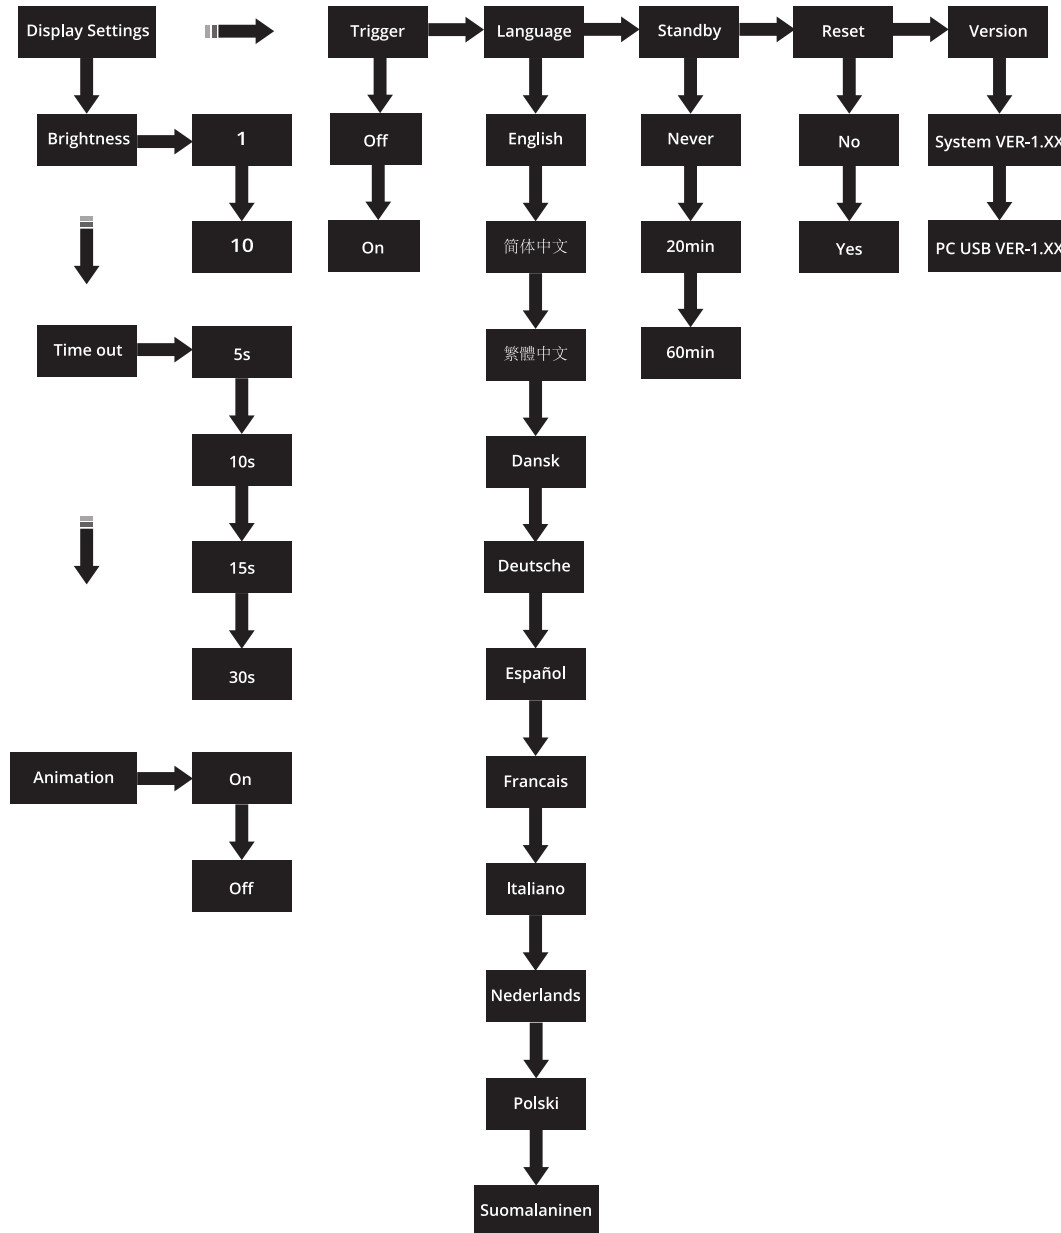 Display Settings
Trigger
Language
Standby
Reset
Version
Brightness
1
10
Time out
5s
10s
15s
30s
Animation
On
Off
Off
On
English
简体中文
繁體中文
Dansk
Deutsche
Español
Francais
Italiano
Nederlands
Polski
Suomalaninen
Never
20min
60min
No
Yes
System VER-1.XX
PC USB VER-1.XX